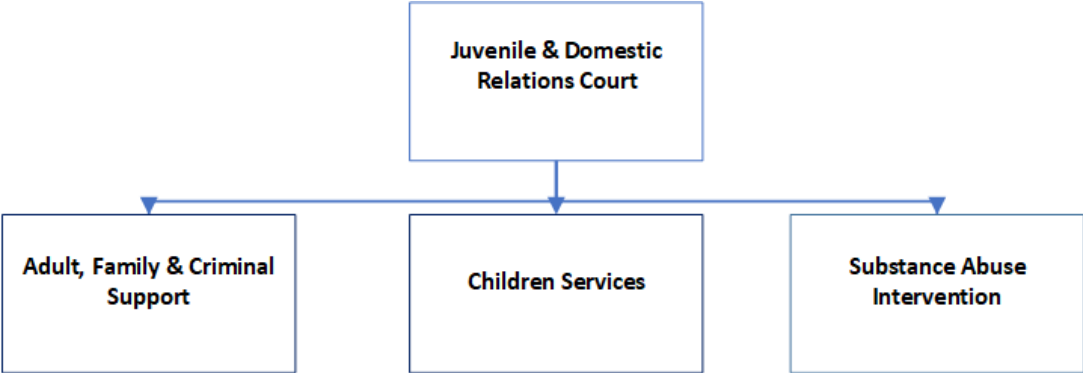 Juvenile & Domestic
Relations Court
Adult, Family & Criminal
Support
Children Services
Substance Abuse
Intervention